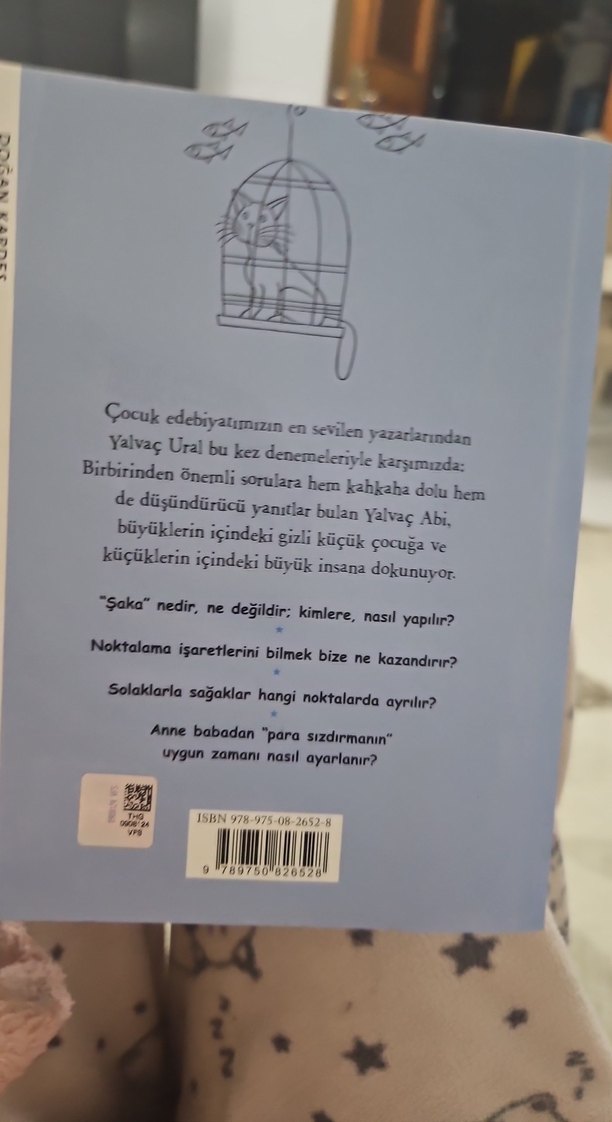 DOĞAN KARDEŞ
Çocuk edebiyatımızın en sevilen yazarlarından
Yalvaç Ural bu kez denemeleriyle karşımızda:
Birbirinden önemli sorulara hem kahkaha dolu hem
de düşündürücü yanıtlar bulan Yalvaç Abi,
büyüklerin içindeki gizli küçük çocuğa ve
küçüklerin içindeki büyük insana dokunuyor.
"Şaka" nedir, ne değildir; kimlere, nasıl yapılır?
Noktalama işaretlerini bilmek bize ne kazandırır?
Solaklarla sağaklar hangi noktalarda ayrılır?
Anne babadan "para sızdırmanın"
uygun zamanı nasıl ayarlanır?
THG
090824
VPS
ISBN 978-975-08-2652-8
9 789750 826528